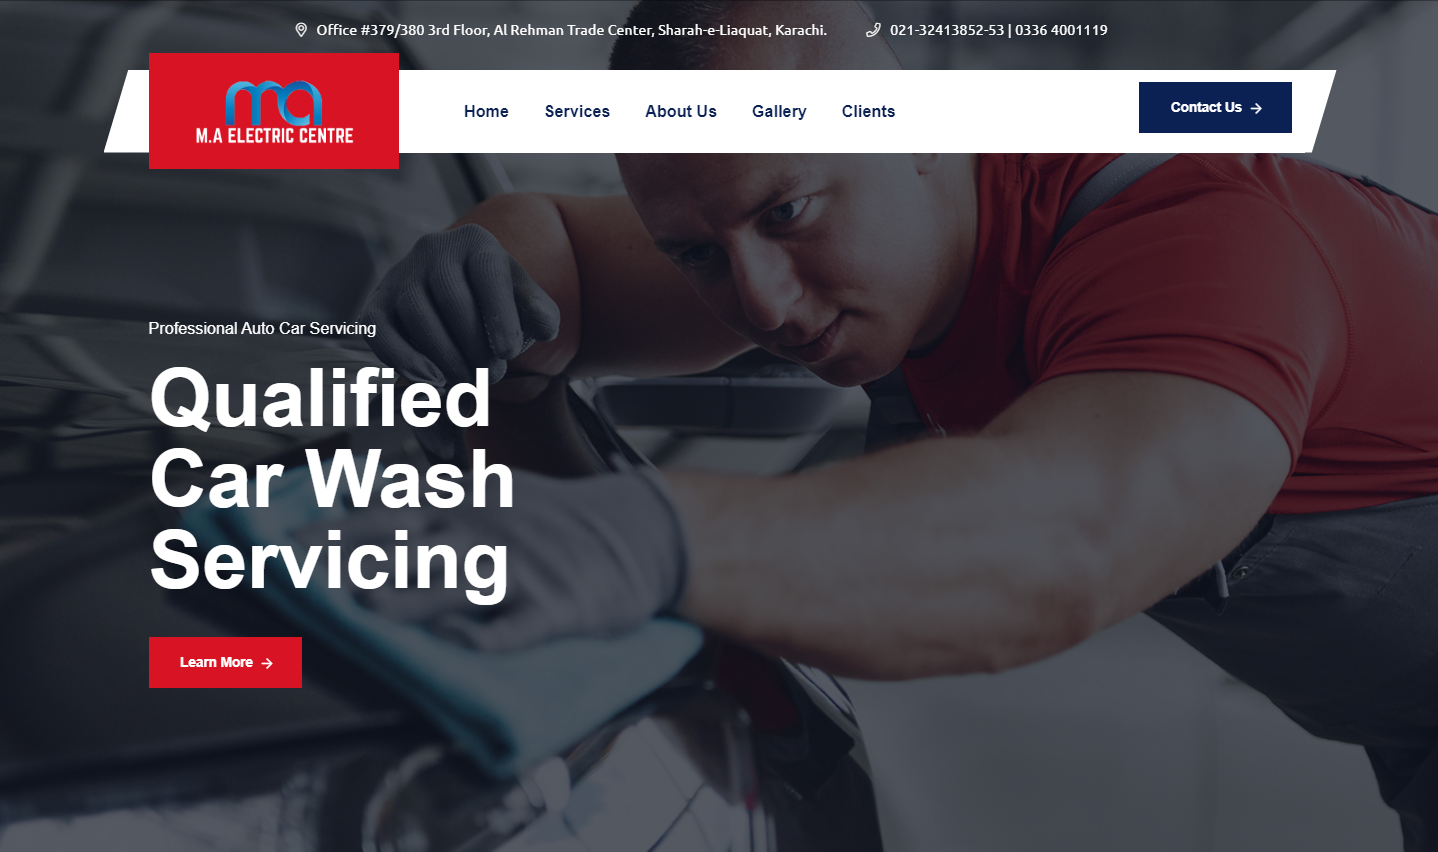 Office #379/380 3rd Floor, Al Rehman Trade Center, Sharah-e-Liaquat, Karachi.
021-32413852-53 | 0336 4001119
ma
M.A ELECTRIC CENTRE
Home
Services
About Us
Gallery
Clients
Contact Us →
Professional Auto Car Servicing
Qualified
Car Wash
Servicing
Learn More →